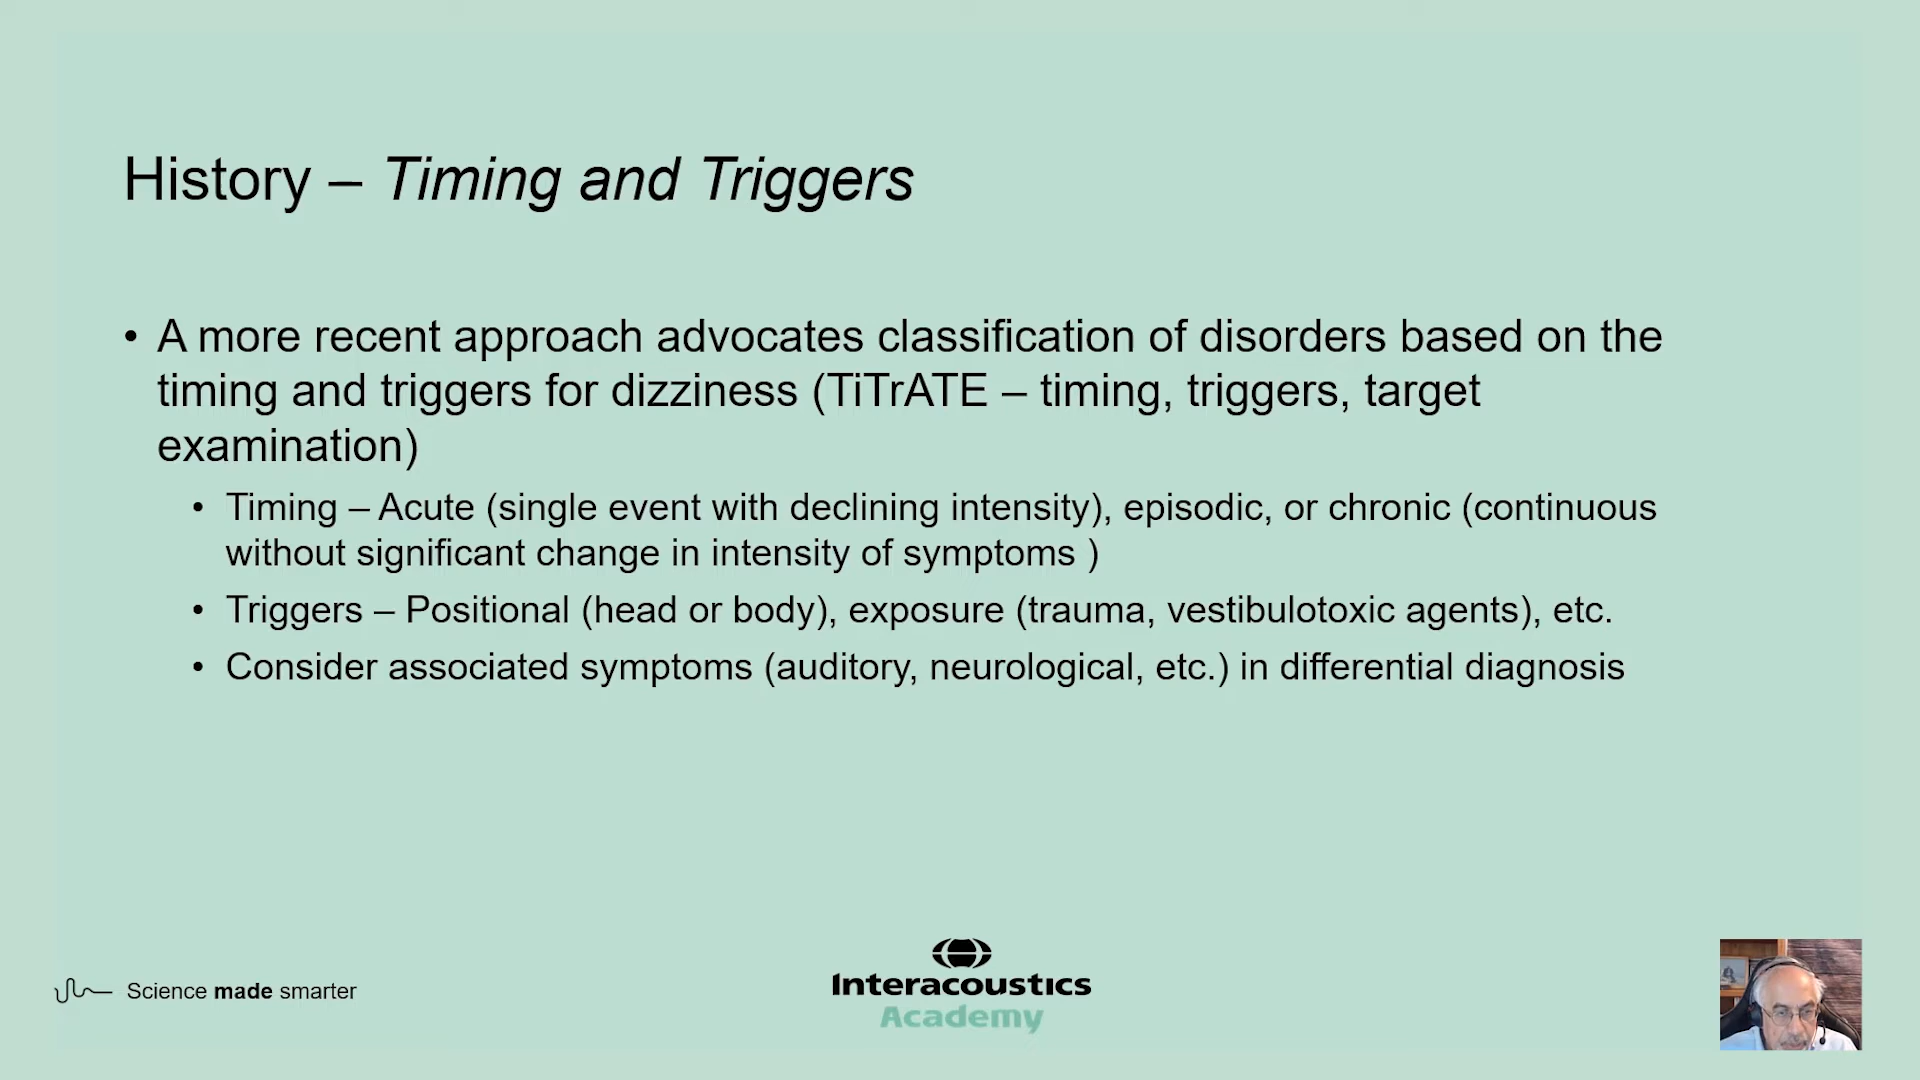 History – Timing and Triggers
• A more recent approach advocates classification of disorders based on the
timing and triggers for dizziness (TiTrATE – timing, triggers, target
examination)
• Timing – Acute (single event with declining intensity), episodic, or chronic (continuous
without significant change in intensity of symptoms )
• Triggers – Positional (head or body), exposure (trauma, vestibulotoxic agents), etc.
• Consider associated symptoms (auditory, neurological, etc.) in differential diagnosis
Science made smarter
Interacoustics
Academy